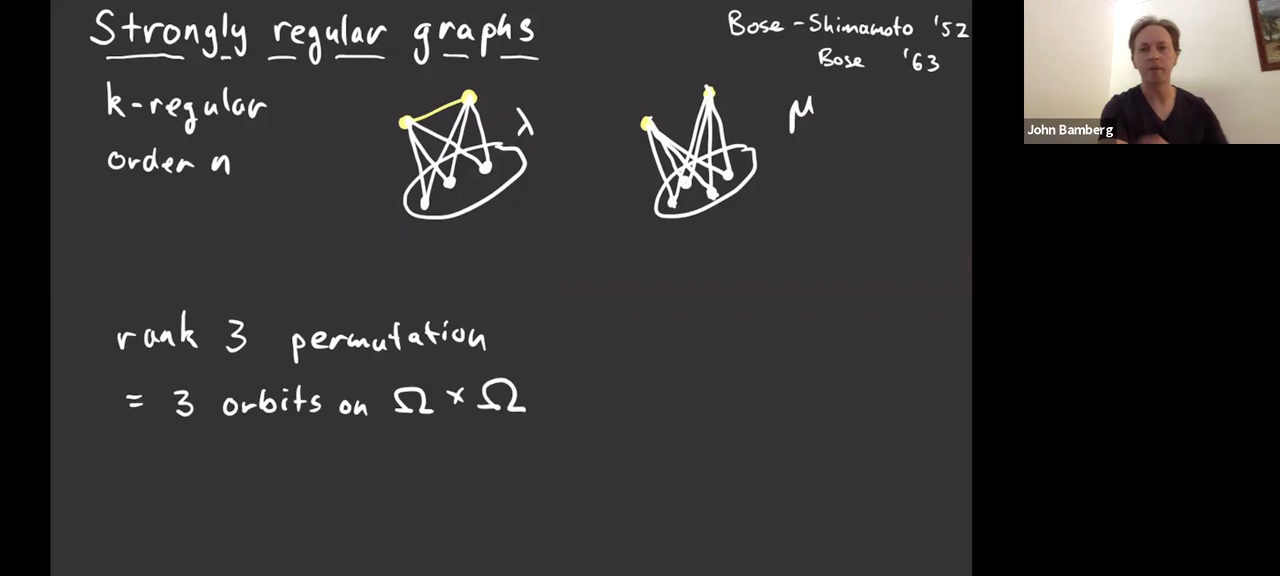 Strongly regular graphs
Bose - Shimamoto '52
Bose '63
k-regular
order n
λ
μ
John Bamberg
rank 3 permutation
= 3 orbits on Ω × Ω